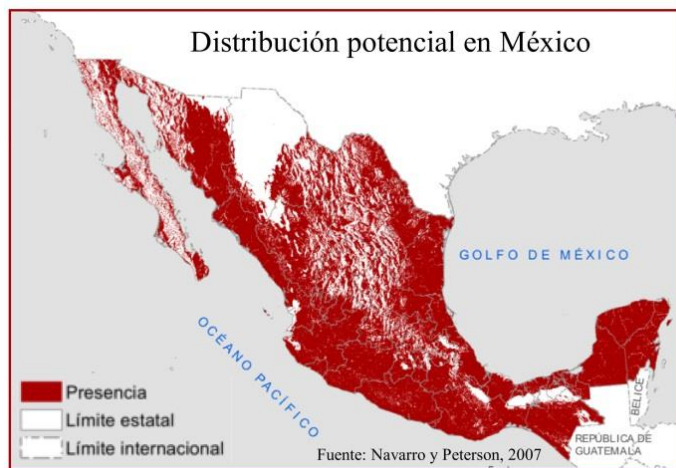 Distribución potencial en México
GOLFO DE MÉXICO
OCÉANO PACÍFICO
BELICE
REPÚBLICA DE
GUATEMALA
Presencia
Límite estatal
Límite internacional
Fuente: Navarro y Peterson, 2007